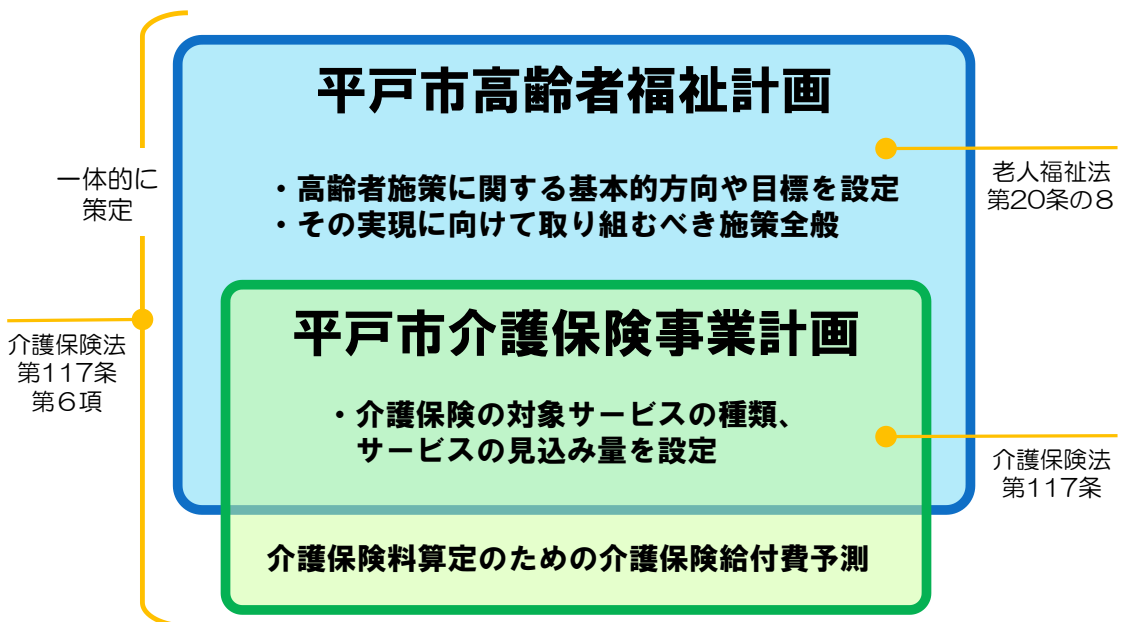 平戸市高齢者福祉計画
・高齢者施策に関する基本的方向や目標を設定
・その実現に向けて取り組むべき施策全般
老人福祉法
第20条の8
一体的に
策定
介護保険法
第117条
第6項
平戸市介護保険事業計画
・介護保険の対象サービスの種類、
サービスの見込み量を設定
介護保険法
第117条
介護保険料算定のための介護保険給付費予測